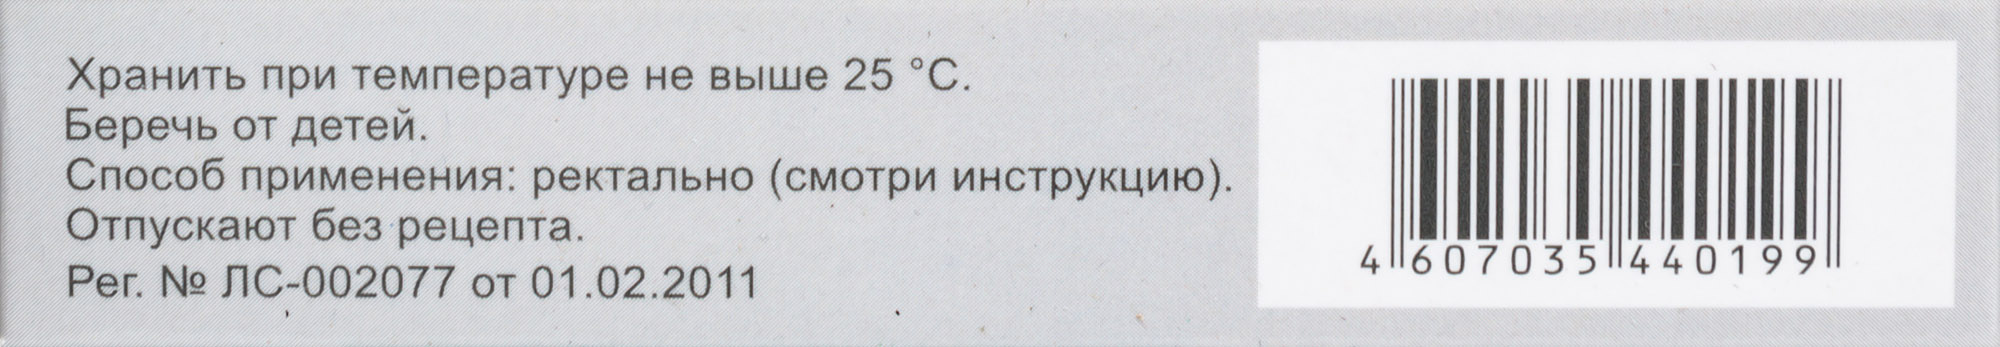 Хранить при температуре не выше 25 °C.
Беречь от детей.
Способ применения: ректально (смотри инструкцию).
Отпускают без рецепта.
Рег. № ЛС-002077 от 01.02.2011
4 607035 440199